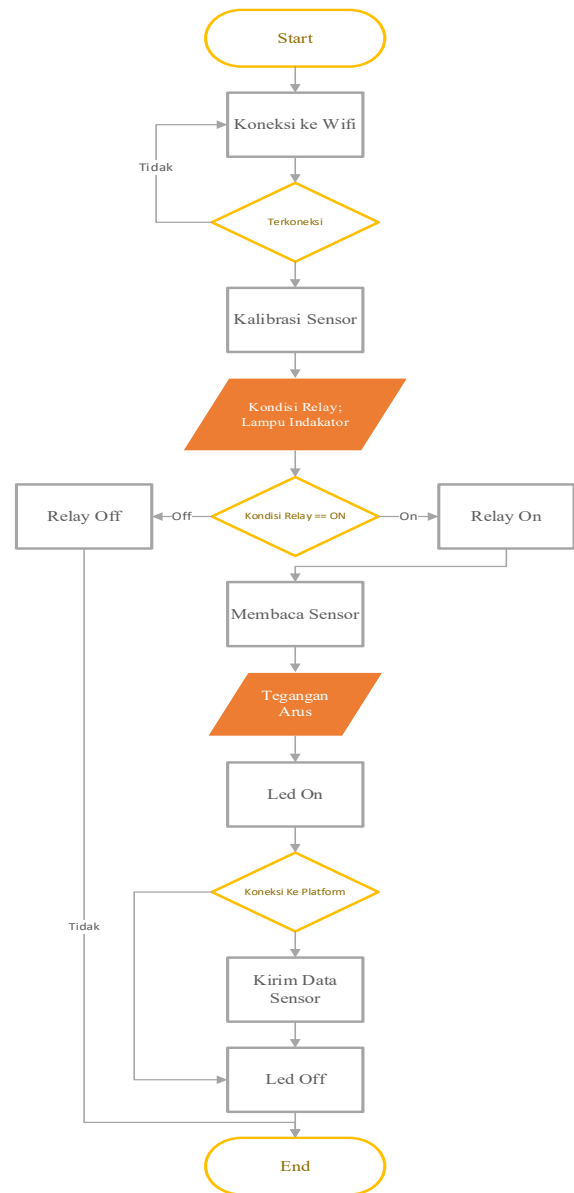 Start
Koneksi ke Wifi
Tidak
Terkoneksi
Kalibrasi Sensor
Kondisi Relay;
Lampu Indakator
Relay Off
Off
Kondisi Relay == ON
On
Relay On
Membaca Sensor
Tegangan
Arus
Led On
Koneksi Ke Platform
Tidak
Kirim Data
Sensor
Led Off
End